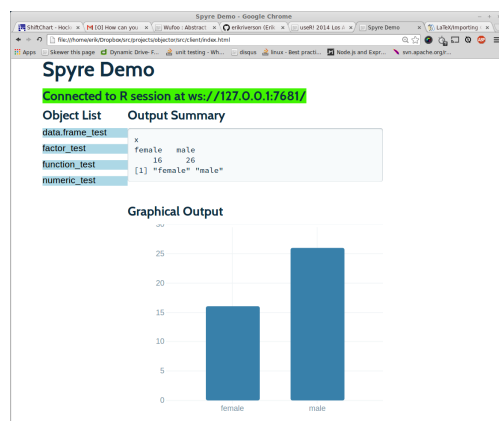 Spyre Demo - Google Chrome
ShiftChart - Hock
[O] How can you
Wufoo : Abstract
erikriverson (Erik
useR! 2014 Los
Spyre Demo
LaTeX/Importing
file:///home/erik/Dropbox/src/projects/objector/src/client/index.html
Apps
Skewer this page
Dynamic Drive- F...
unit testing - Wh...
disqus
linux - Best practi...
Node.js and Expr...
svn.apache.org/r...
Spyre Demo
Connected to R session at ws://127.0.0.1:7681/
Object List
data.frame_test
factor_test
function_test
numeric_test
Output Summary
x
female male
16 26
[1] "female" "male"
Graphical Output
30
25
20
15
10
5
0
female
male